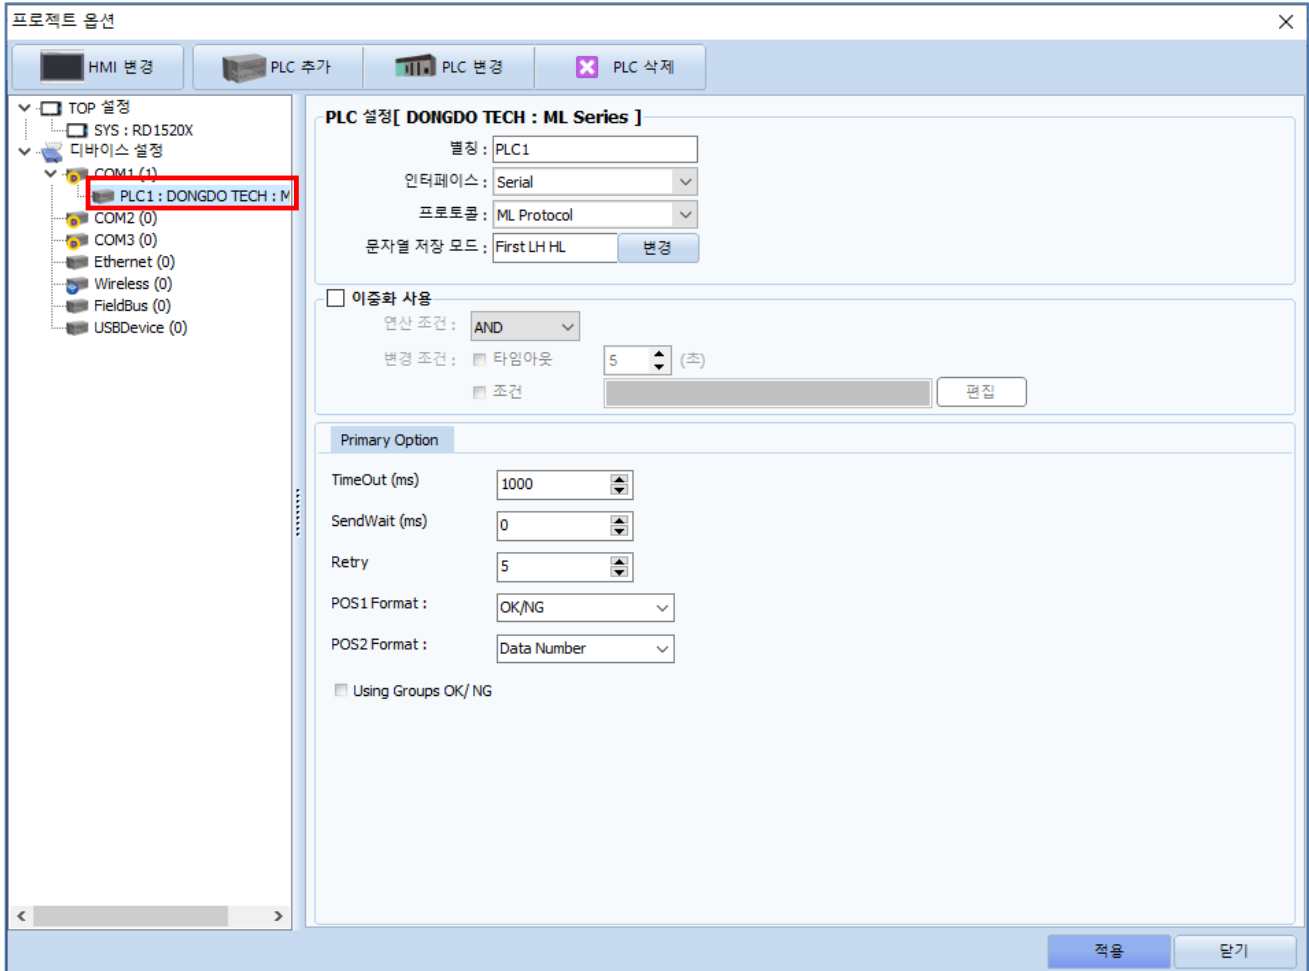 프로젝트 옵션
HMI 변경
PLC 추가
PLC 변경
PLC 삭제
TOP 설정
SYS : RD1520X
디바이스 설정
COM1 (1)
PLC1 : DONGDO TECH : M
COM2 (0)
COM3 (0)
Ethernet (0)
Wireless (0)
FieldBus (0)
USBDevice (0)
PLC 설정[ DONGDO TECH : ML Series ]
별칭 : PLC1
인터페이스 : Serial
프로토콜 : ML Protocol
문자열 저장 모드 : First LH HL 변경
이중화 사용
연산 조건 : AND
변경 조건 : 타임아웃 5 (초)
조건 편집
Primary Option
TimeOut (ms) 1000
SendWait (ms) 0
Retry 5
POS1 Format : OK/NG
POS2 Format : Data Number
Using Groups OK/ NG
적용 닫기